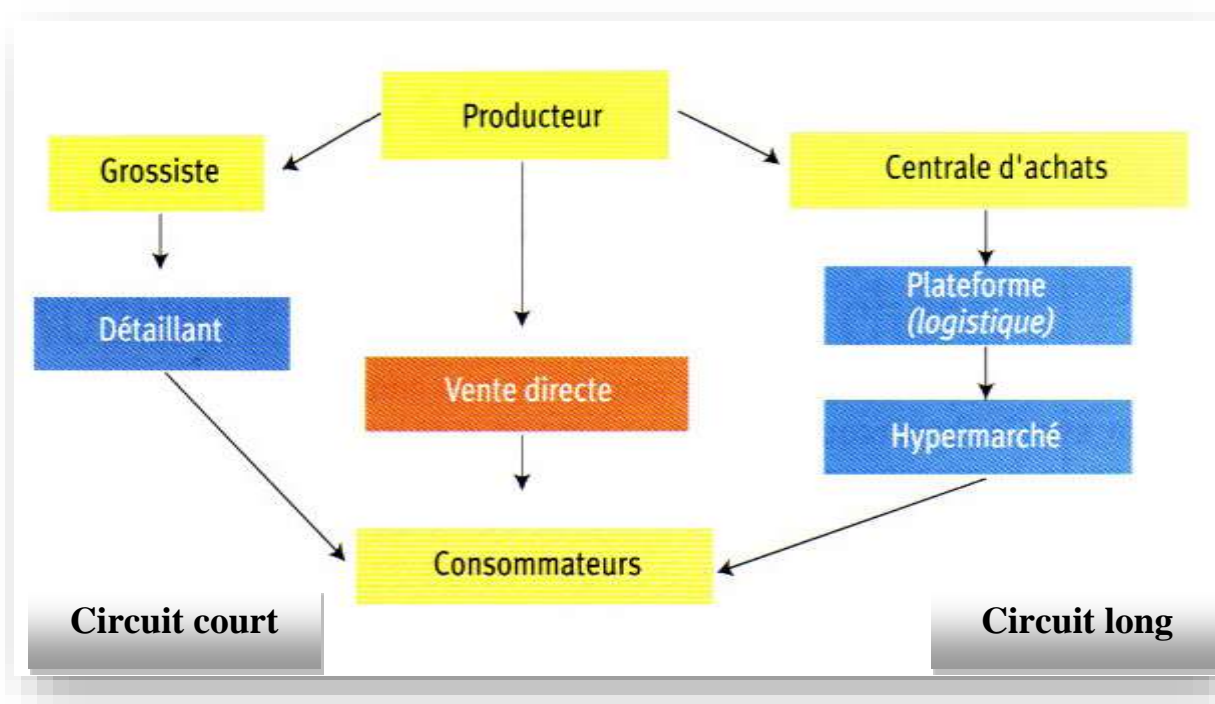 Producteur
Grossiste
Centrale d'achats
Détaillant
Plateforme
(logistique)
Vente directe
Hypermarché
Consommateurs
Circuit court
Circuit long